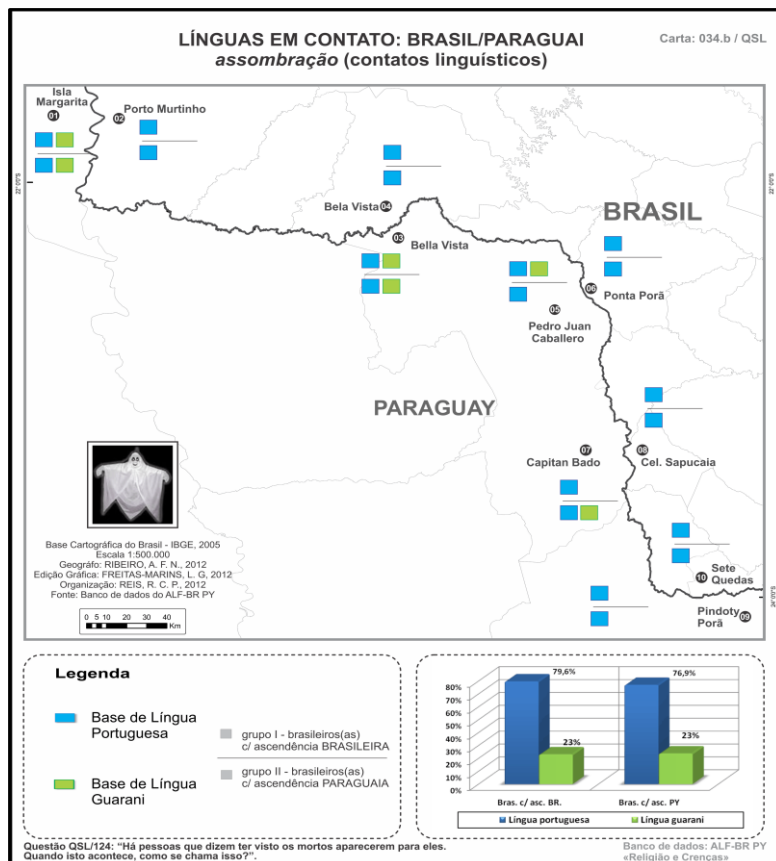 LÍNGUAS EM CONTATO: BRASIL/PARAGUAI
assombração (contatos linguísticos)
Carta: 034.b / QSL
Isla
Margarita
01
02
Porto Murtinho
22°0'0"S
22°0'0"S
Bela Vista 04
03 Bella Vista
BRASIL
06
Ponta Porã
05
Pedro Juan
Caballero
PARAGUAY
07
Capitan Bado
08
Cel. Sapucaia
10 Sete
Quedas
24°0'0"S
Pindoty 09
Porã
Base Cartográfica do Brasil - IBGE, 2005
Escala 1:500.000
Geográfo: RIBEIRO, A. F. N., 2012
Edição Gráfica: FREITAS-MARINS, L. G, 2012
Organização: REIS, R. C. P., 2012
Fonte: Banco de dados do ALF-BR PY
0 5 10 20 30 40
Km
Legenda
Base de Língua
Portuguesa
Base de Língua
Guarani
grupo I - brasileiros(as)
c/ ascendência BRASILEIRA
grupo II - brasileiros(as)
c/ ascendência PARAGUAIA
79,6%
76,9%
23%
23%
80%
70%
60%
50%
40%
30%
20%
10%
0%
Bras. c/ asc. BR.
Bras. c/ asc. PY
Língua portuguesa
Língua guarani
Questão QSL/124: “Há pessoas que dizem ter visto os mortos aparecerem para eles.
Quando isto acontece, como se chama isso?”.
Banco de dados: ALF-BR PY
«Religião e Crenças»